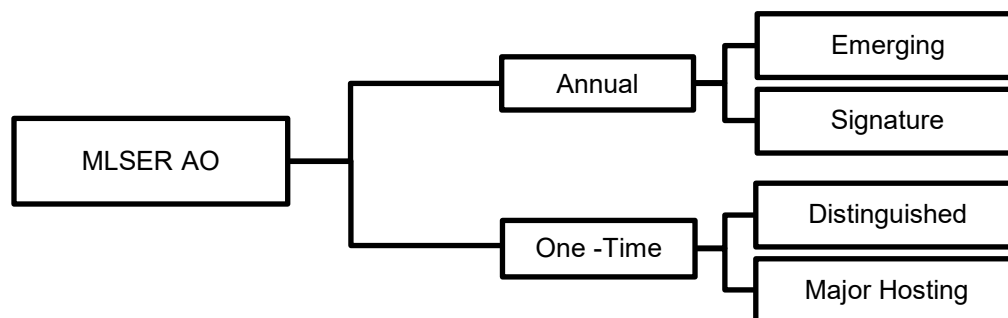 MLSER AO
Annual
Emerging
Signature
One -Time
Distinguished
Major Hosting